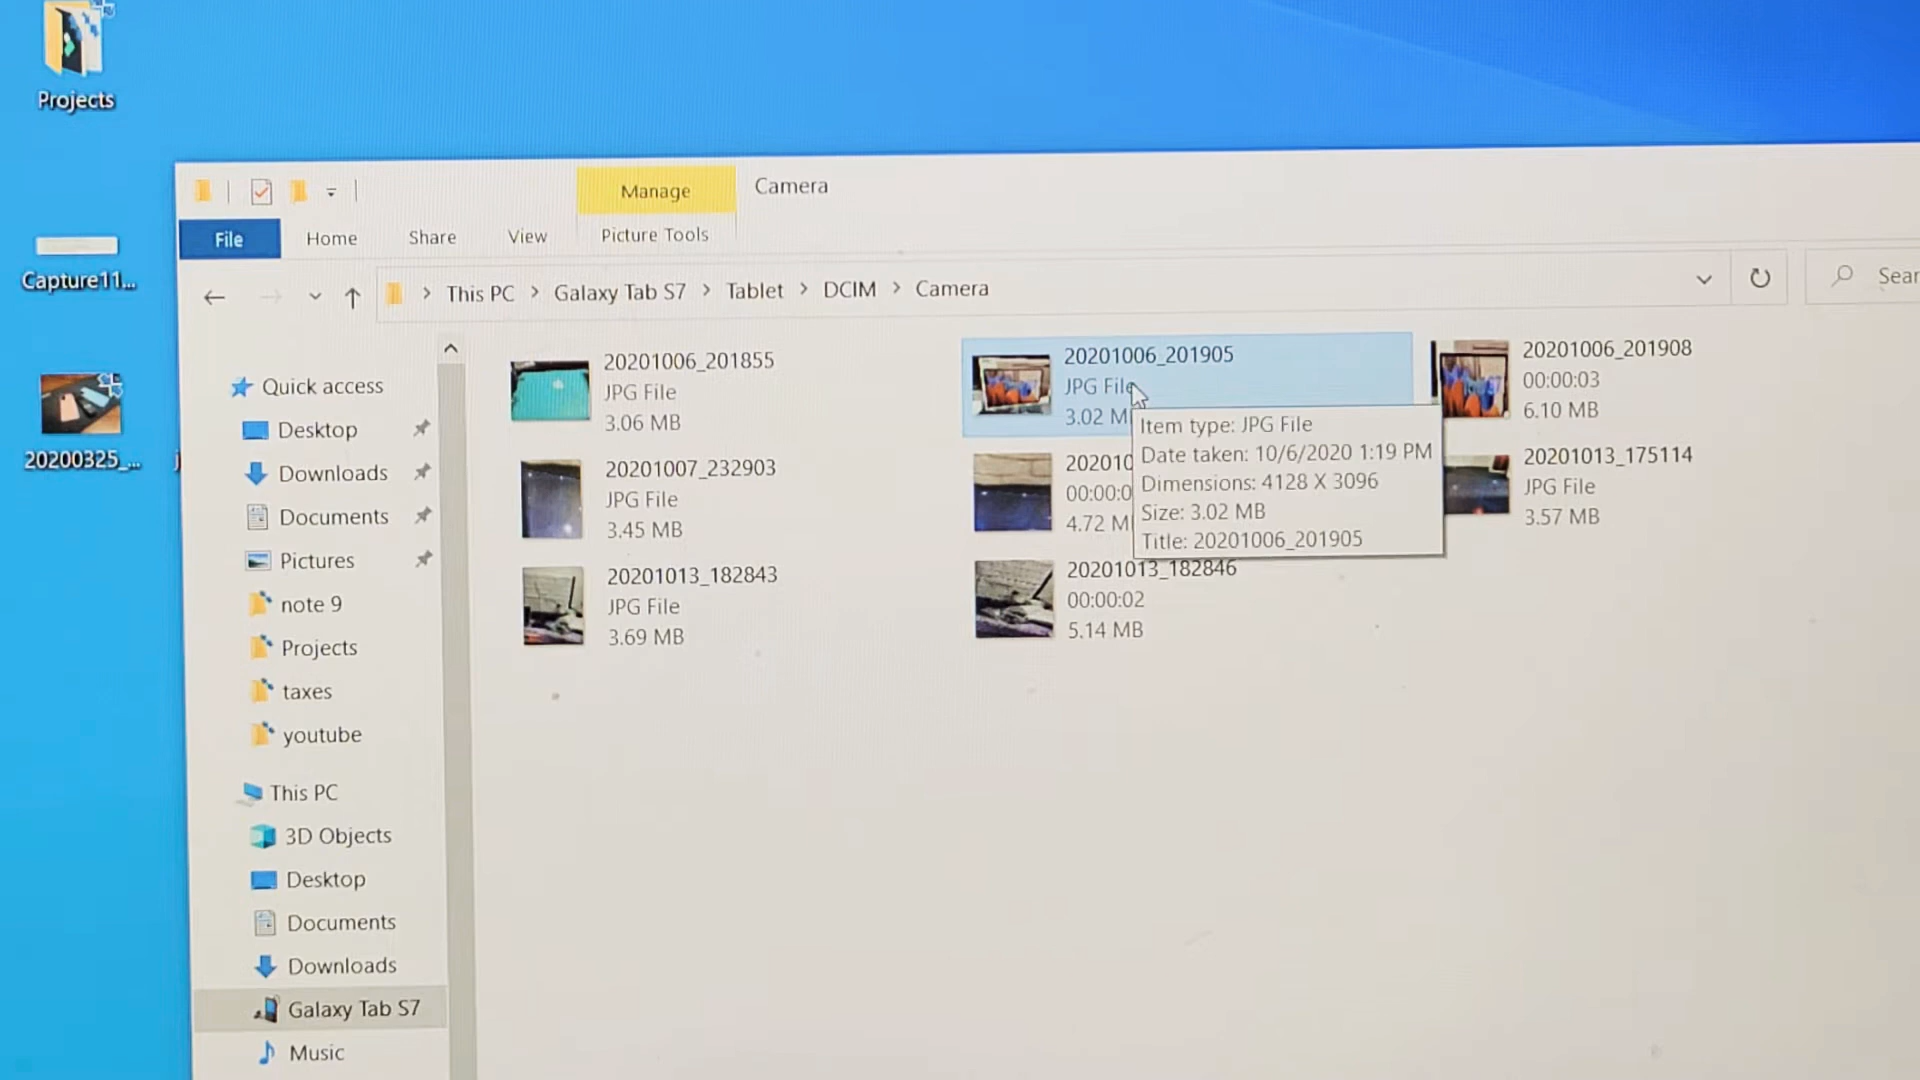 Projects
Capture11...
20200325_...
Manage
Camera
File
Home
Share
View
Picture Tools
This PC > Galaxy Tab S7 > Tablet > DCIM > Camera
Sear
Quick access
Desktop
Downloads
Documents
Pictures
note 9
Projects
taxes
youtube
This PC
3D Objects
Desktop
Documents
Downloads
Galaxy Tab S7
Music
20201006_201855
JPG File
3.06 MB
20201006_201905
JPG File
3.02 M
20201006_201908
00:00:03
6.10 MB
20201007_232903
JPG File
3.45 MB
202010
00:00:0
4.72 M
20201013_175114
JPG File
3.57 MB
20201013_182843
JPG File
3.69 MB
20201013_182846
00:00:02
5.14 MB
Item type: JPG File
Date taken: 10/6/2020 1:19 PM
Dimensions: 4128 X 3096
Size: 3.02 MB
Title: 20201006_201905